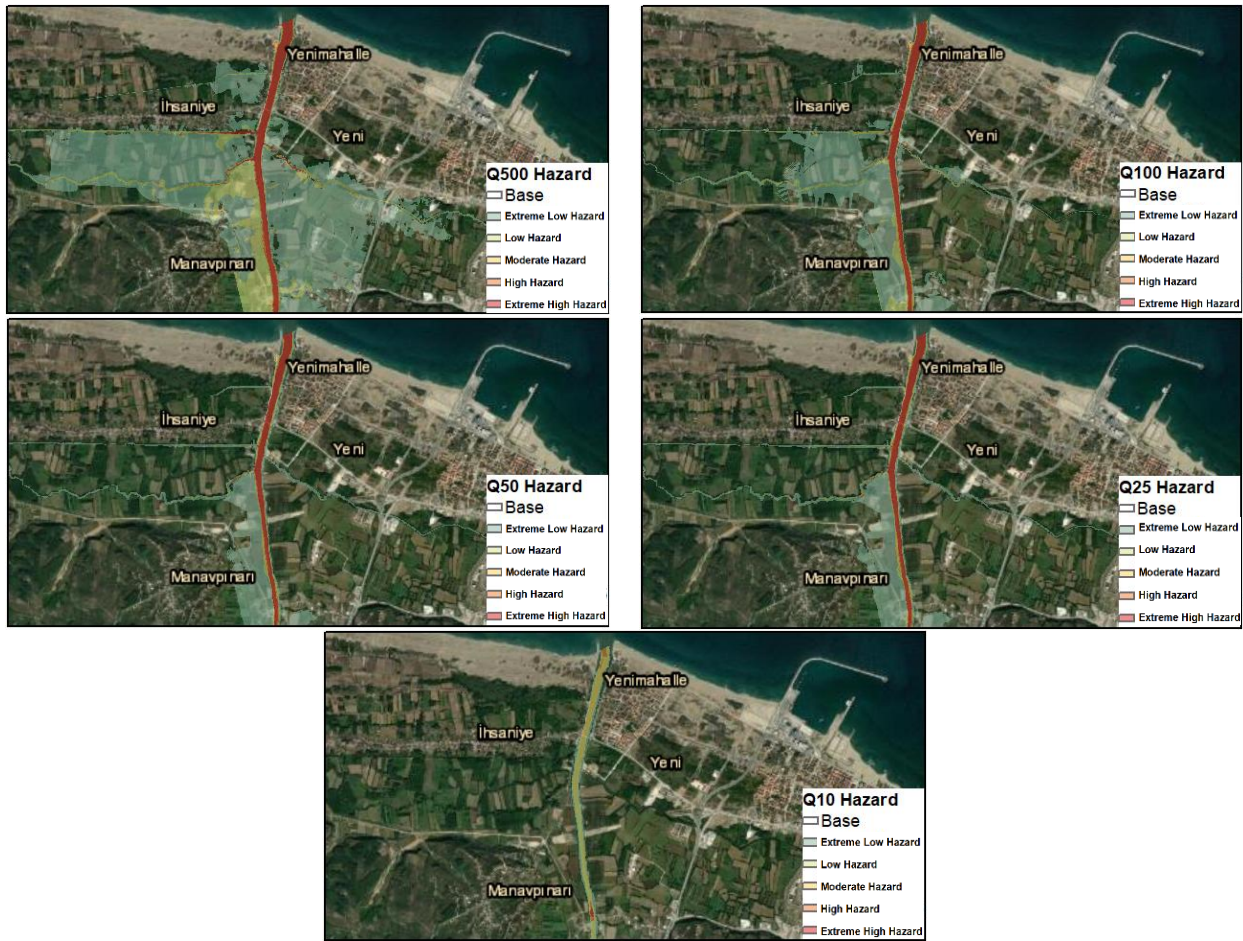 Yenimahalle
İhsaniye
Yeni
Manavpınarı
Q500 Hazard
Base
Extreme Low Hazard
Low Hazard
Moderate Hazard
High Hazard
Extreme High Hazard
Yenimahalle
İhsaniye
Yeni
Manavpınarı
Q100 Hazard
Base
Extreme Low Hazard
Low Hazard
Moderate Hazard
High Hazard
Extreme High Hazard
Yenimahalle
İhsaniye
Yeni
Manavpınarı
Q50 Hazard
Base
Extreme Low Hazard
Low Hazard
Moderate Hazard
High Hazard
Extreme High Hazard
Yenimahalle
İhsaniye
Yeni
Manavpınarı
Q25 Hazard
Base
Extreme Low Hazard
Low Hazard
Moderate Hazard
High Hazard
Extreme High Hazard
Yenimahalle
İhsaniye
Yeni
Manavpınarı
Q10 Hazard
Base
Extreme Low Hazard
Low Hazard
Moderate Hazard
High Hazard
Extreme High Hazard